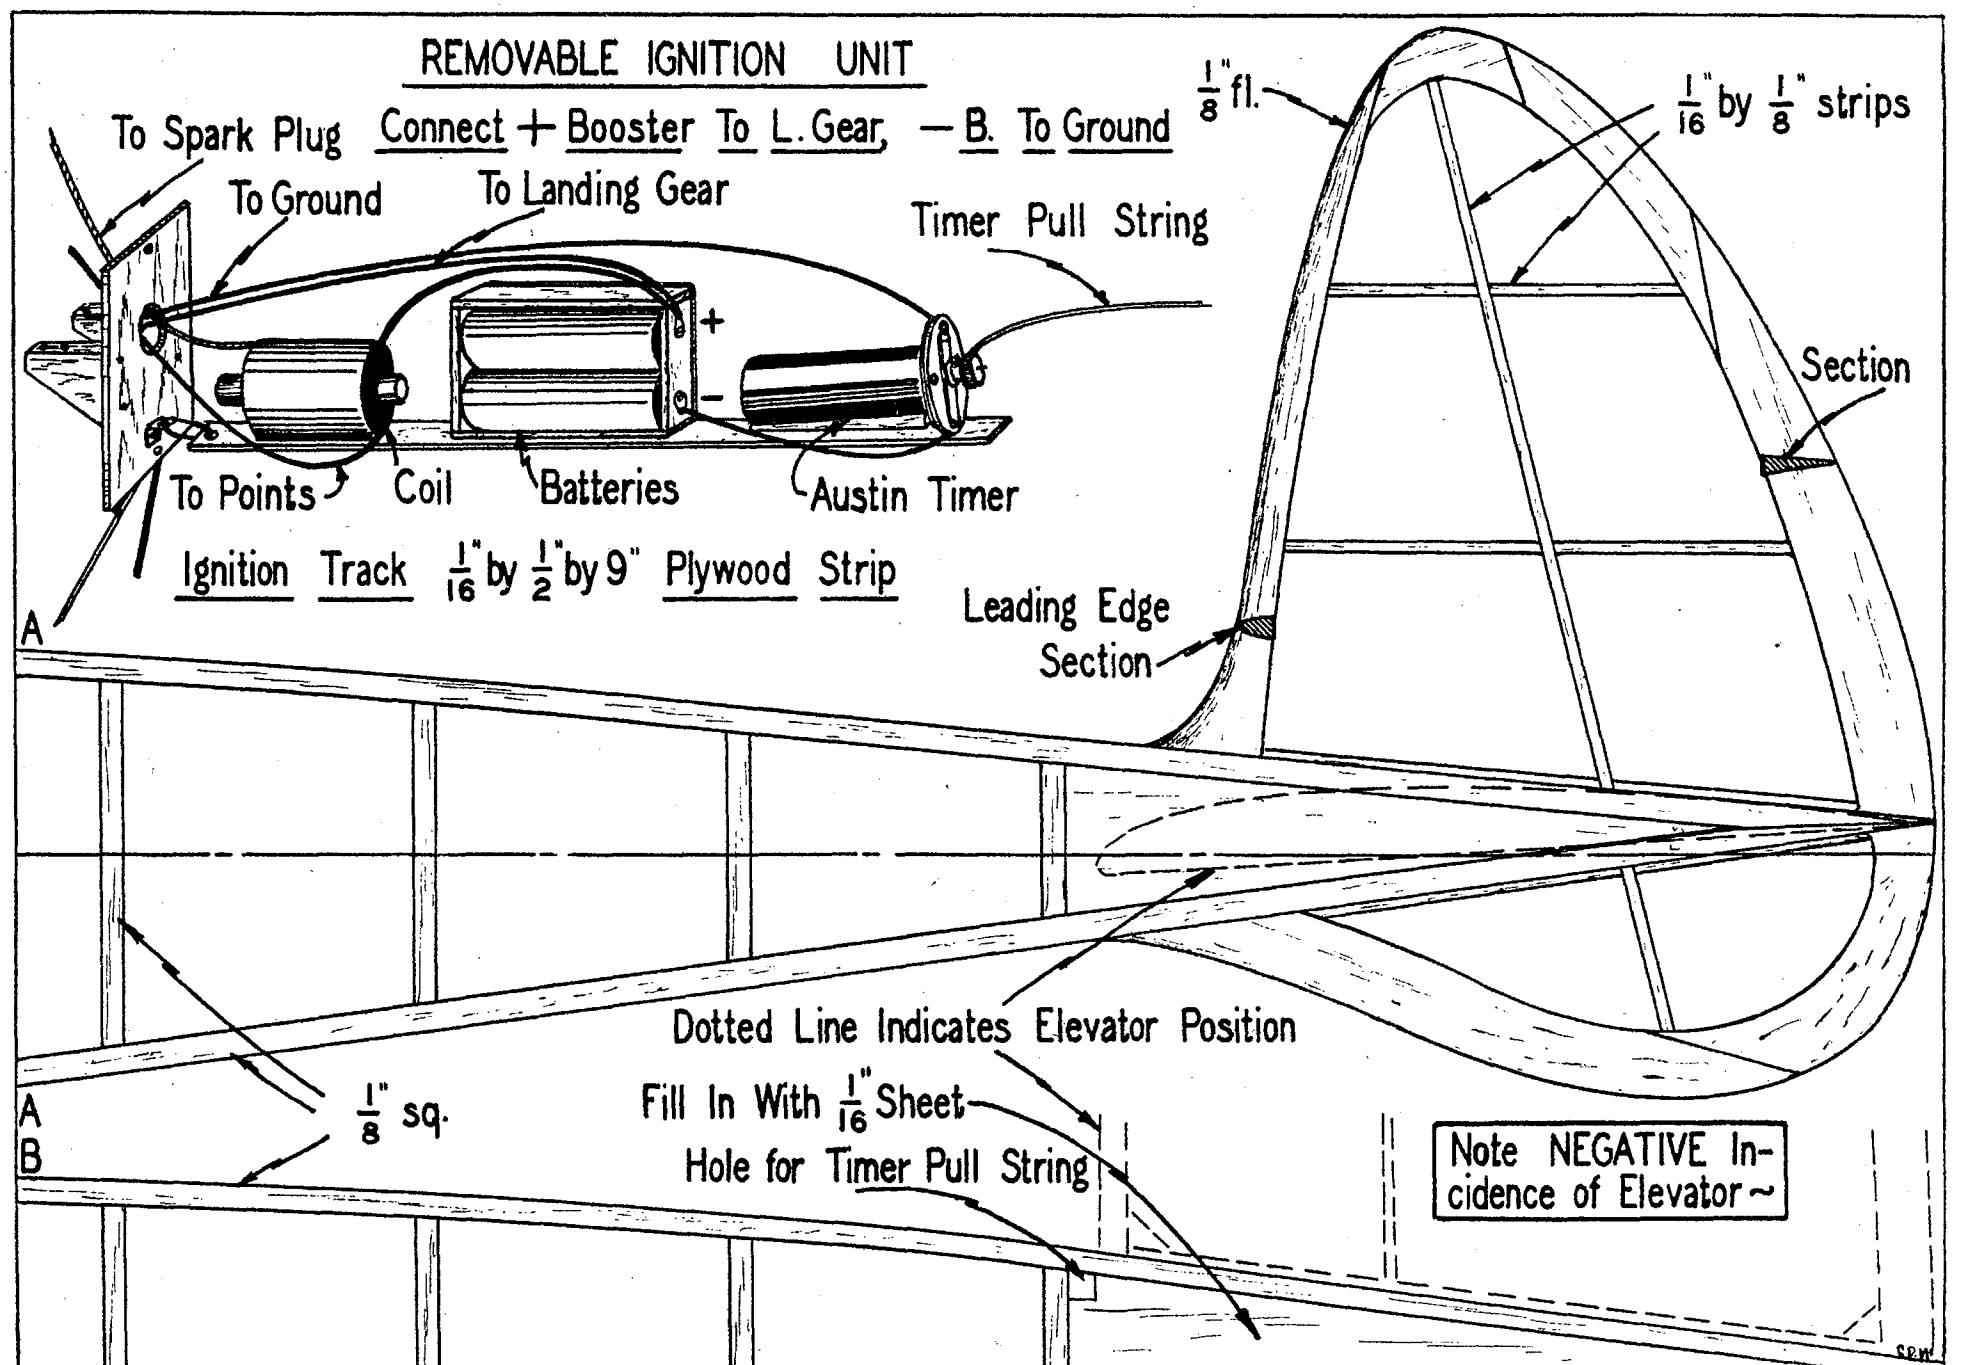 REMOVABLE IGNITION UNIT
Connect + Booster To L. Gear, – B. To Ground
To Spark Plug
To Ground
To Landing Gear
Timer Pull String
+
-
To Points
Coil
Batteries
Austin Timer
Ignition Track 1/16" by 1/2" by 9" Plywood Strip
1/8" fl.
1/16" by 1/8" strips
Section
Leading Edge
Section
A
Dotted Line Indicates Elevator Position
1/8" sq.
Fill In With 1/16" Sheet
Hole for Timer Pull String
A
B
Note NEGATIVE In-
cidence of Elevator ~